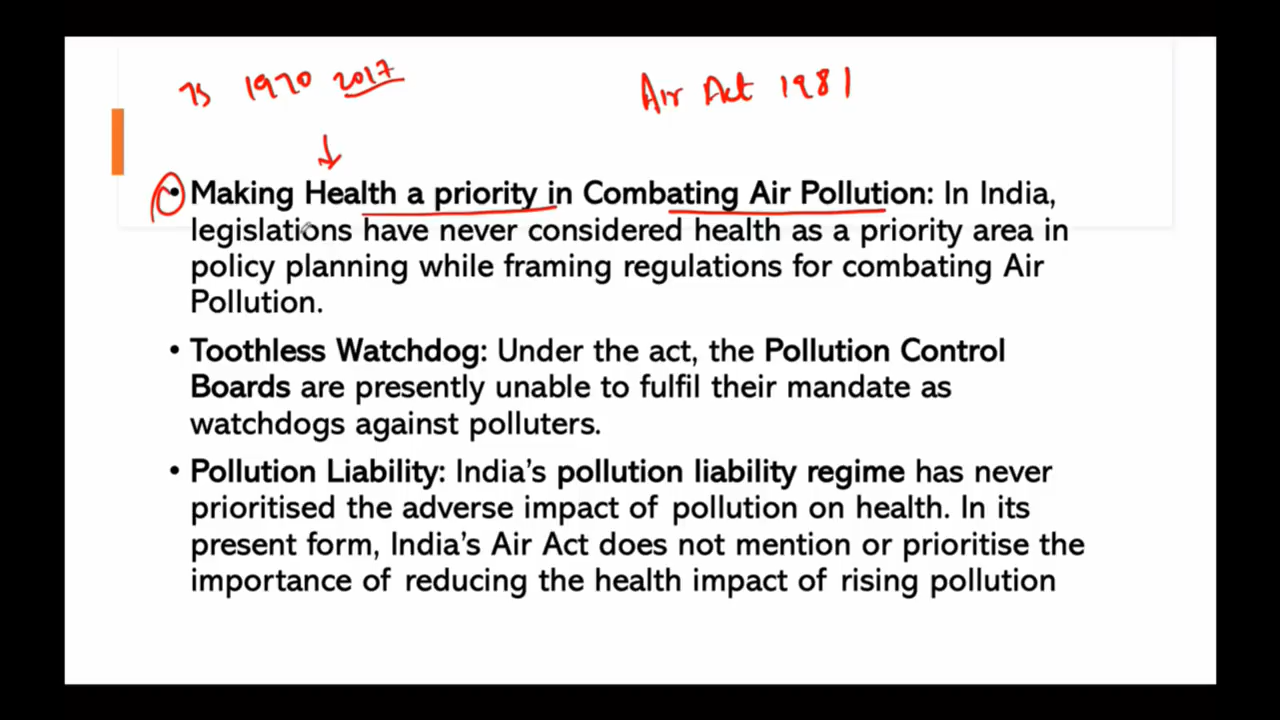 75 1970 2017 Air Act 1981
• Making Health a priority in Combating Air Pollution: In India,
legislations have never considered health as a priority area in
policy planning while framing regulations for combating Air
Pollution.
• Toothless Watchdog: Under the act, the Pollution Control
Boards are presently unable to fulfil their mandate as
watchdogs against polluters.
• Pollution Liability: India's pollution liability regime has never
prioritised the adverse impact of pollution on health. In its
present form, India's Air Act does not mention or prioritise the
importance of reducing the health impact of rising pollution